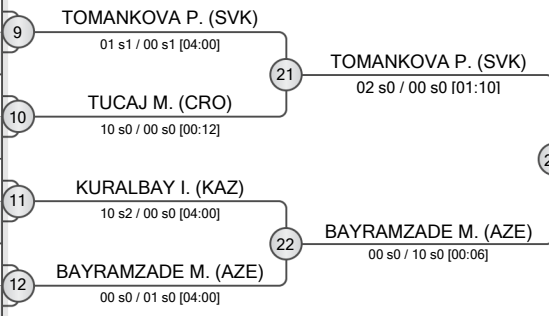 9
TOMANKOVA P. (SVK)
01 s1 / 00 s1 [04:00]
21
TOMANKOVA P. (SVK)
02 s0 / 00 s0 [01:10]
10
TUCAJ M. (CRO)
10 s0 / 00 s0 [00:12]
11
KURALBAY I. (KAZ)
10 s2 / 00 s0 [04:00]
22
BAYRAMZADE M. (AZE)
00 s0 / 10 s0 [00:06]
12
BAYRAMZADE M. (AZE)
00 s0 / 01 s0 [04:00]